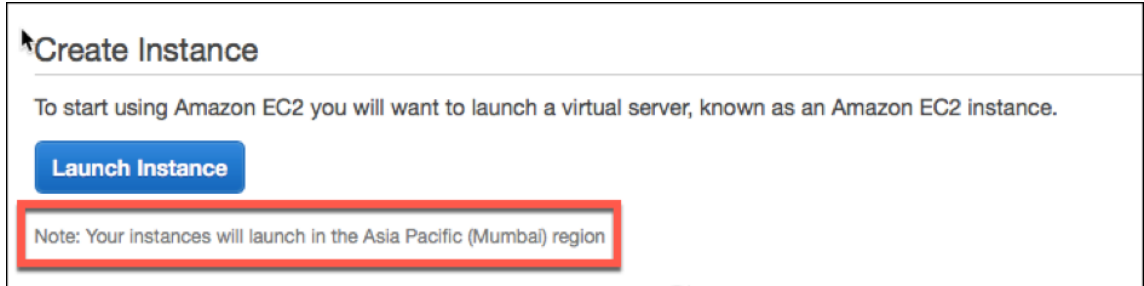 Create Instance
To start using Amazon EC2 you will want to launch a virtual server, known as an Amazon EC2 instance.
Launch Instance
Note: Your instances will launch in the Asia Pacific (Mumbai) region